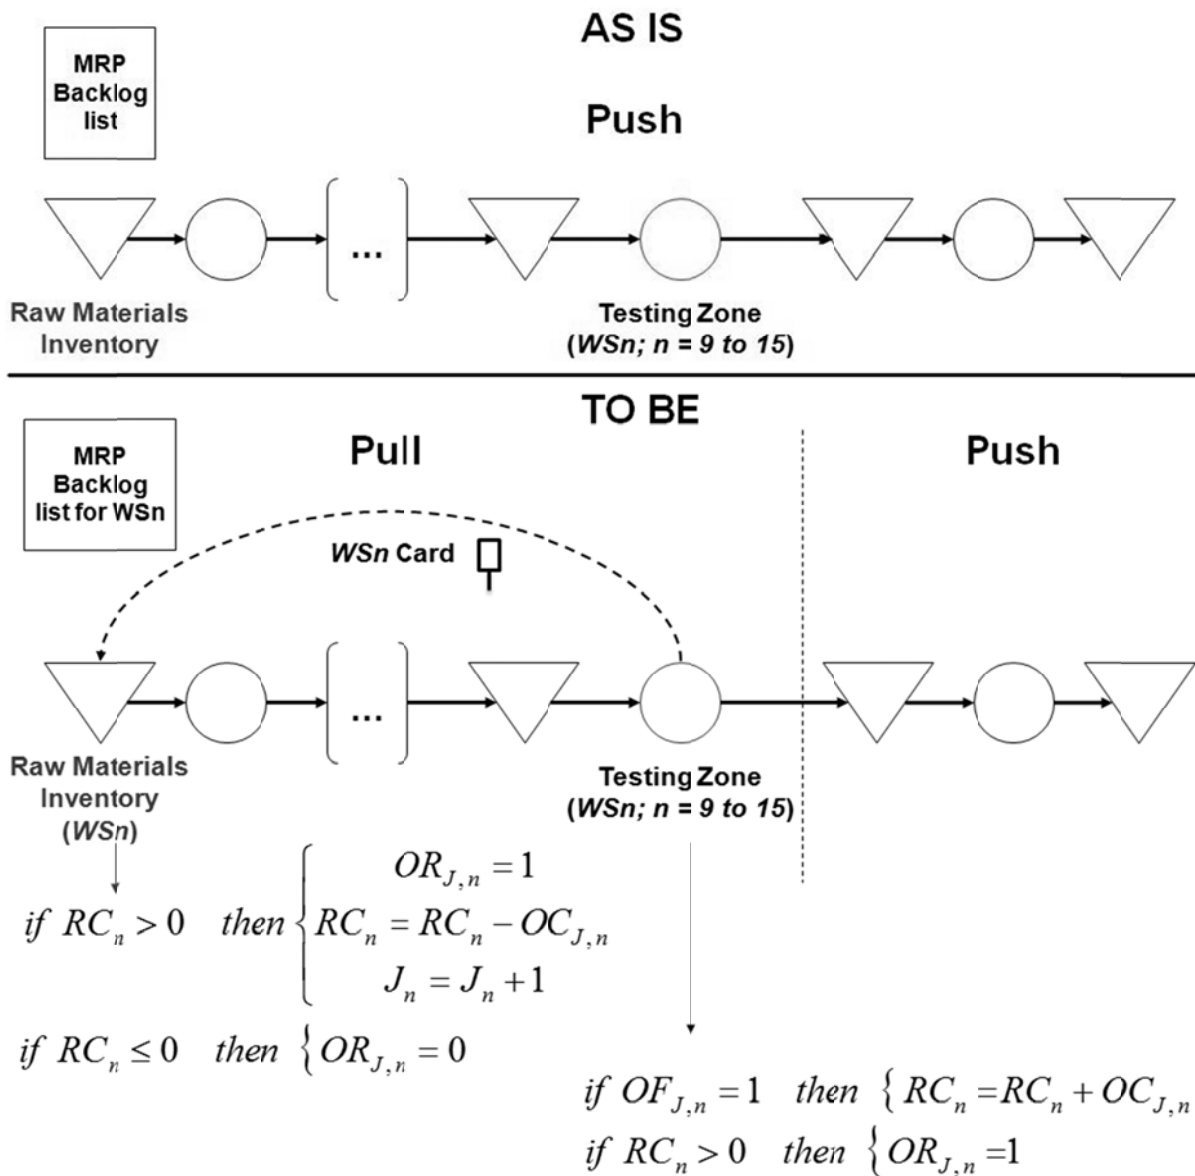 AS IS
MRP
Backlog
list
Push
...
Raw Materials
Inventory
Testing Zone
(WSn; n = 9 to 15)
TO BE
MRP
Backlog
list for WSn
Pull
Push
WSn Card
...
Raw Materials
Inventory
(WSn)
Testing Zone
(WSn; n = 9 to 15)
OR_{J,n} = 1
if RC_n > 0 then { RC_n = RC_n − OC_{J,n}
J_n = J_n + 1
if RC_n ≤ 0 then { OR_{J,n} = 0
if OF_{J,n} = 1 then { RC_n = RC_n + OC_{J,n}
if RC_n > 0 then { OR_{J,n} = 1